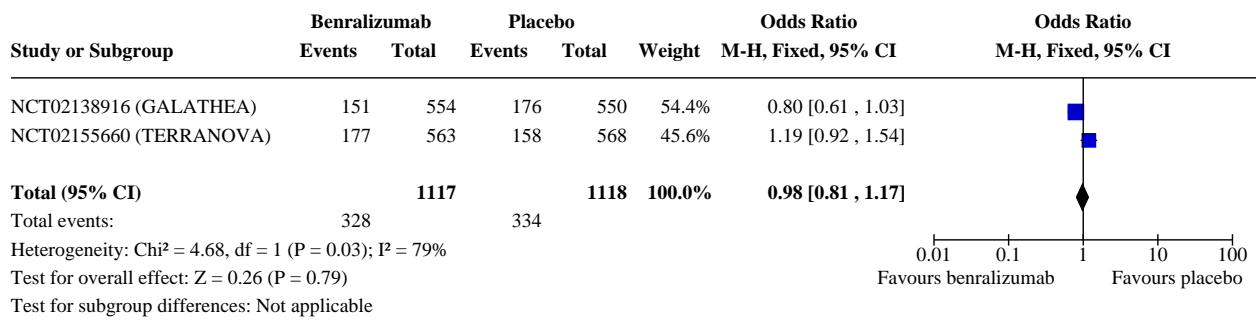 Benralizumab Placebo Odds Ratio Odds Ratio
Study or Subgroup Events Total Events Total Weight M-H, Fixed, 95% CI M-H, Fixed, 95% CI
NCT02138916 (GALATHEA) 151 554 176 550 54.4% 0.80 [0.61 , 1.03]
NCT02155660 (TERRANOVA) 177 563 158 568 45.6% 1.19 [0.92 , 1.54]
Total (95% CI) 1117 1118 100.0% 0.98 [0.81 , 1.17]
Total events: 328 334
Heterogeneity: Chi² = 4.68, df = 1 (P = 0.03); I² = 79%
0.01 0.1 1 10 100
Test for overall effect: Z = 0.26 (P = 0.79)
Favours benralizumab Favours placebo
Test for subgroup differences: Not applicable